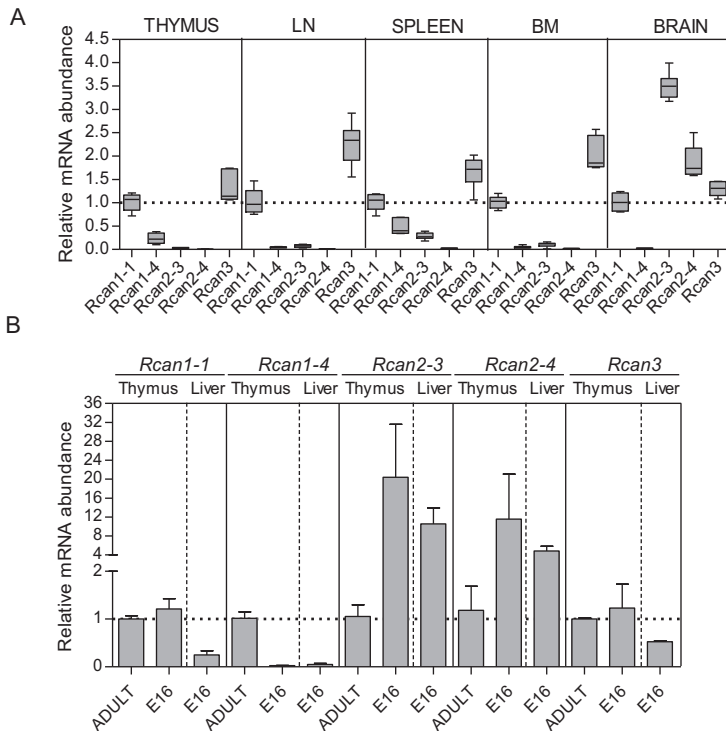 A
THYMUS LN SPLEEN BM BRAIN
Relative mRNA abundance
4.5
4.0
3.5
3.0
2.5
2.0
1.5
1.0
0.5
0.0
Rcan1-1 Rcan1-4 Rcan2-3 Rcan2-4 Rcan3 Rcan1-1 Rcan1-4 Rcan2-3 Rcan2-4 Rcan3 Rcan1-1 Rcan1-4 Rcan2-3 Rcan2-4 Rcan3 Rcan1-1 Rcan1-4 Rcan2-3 Rcan2-4 Rcan3 Rcan1-1 Rcan1-4 Rcan2-3 Rcan2-4 Rcan3
B
Rcan1-1 Rcan1-4 Rcan2-3 Rcan2-4 Rcan3
Thymus Liver Thymus Liver Thymus Liver Thymus Liver Thymus Liver
Relative mRNA abundance
36
32
28
24
20
16
12
8
4
2
1
0
ADULT E16 E16 ADULT E16 E16 ADULT E16 E16 ADULT E16 E16 ADULT E16 E16